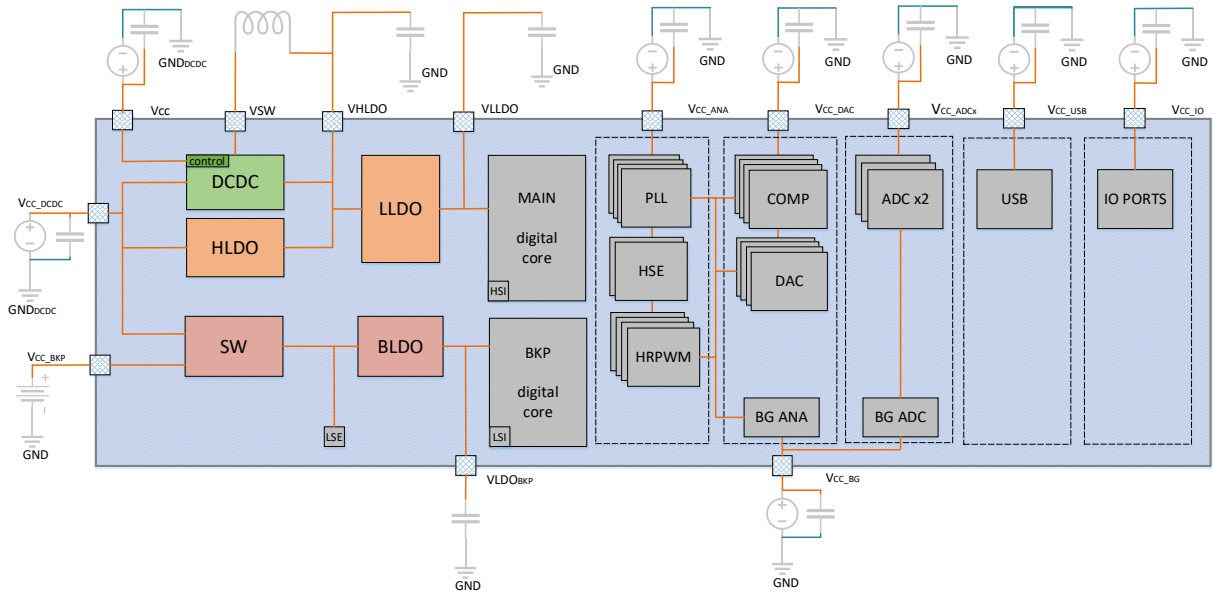 GNDDCDC
GND
GND
GND
GND
GND
GND
GND
Vcc
VSW
VHLDO
VLLDO
VCC_ANA
VCC_DAC
VCC_ADCx
VCC_USB
VCC_IO
control
DCDC
LLDO
MAIN
digital
core
HSI
PLL
COMP
ADC x2
USB
IO PORTS
VCC_DCDC
HLDO
HSE
DAC
GNDDCDC
SW
BLDO
BKP
digital
core
LSI
HRPWM
VCC_BKP
+
−
LSE
BG ANA
BG ADC
GND
VLDOBKP
VCC_BG
GND
GND